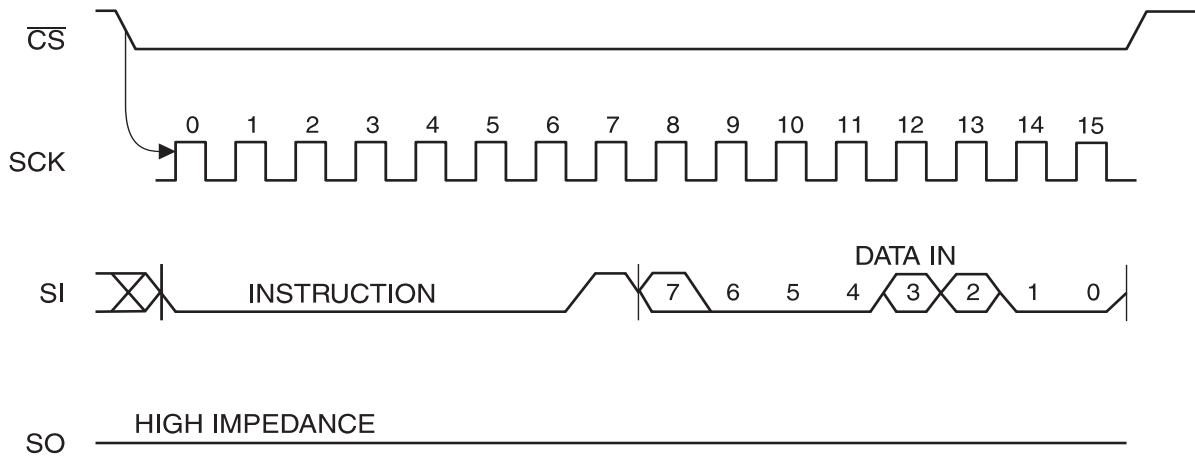 C̅S̅
0 1 2 3 4 5 6 7 8 9 10 11 12 13 14 15
SCK
DATA IN
SI INSTRUCTION 7 6 5 4 3 2 1 0
HIGH IMPEDANCE
SO